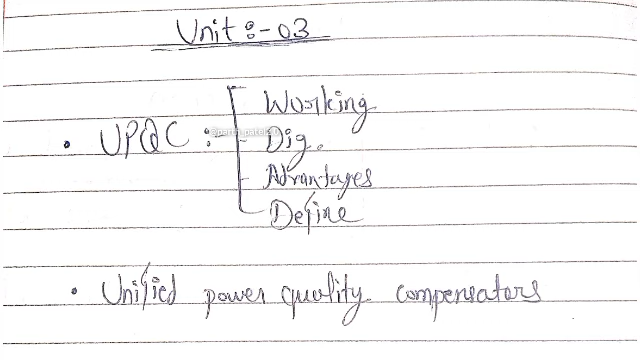 Unit :- 03
Working
• UPQC :-
Dig.
Advantages
Define
• Unified power quality compensators